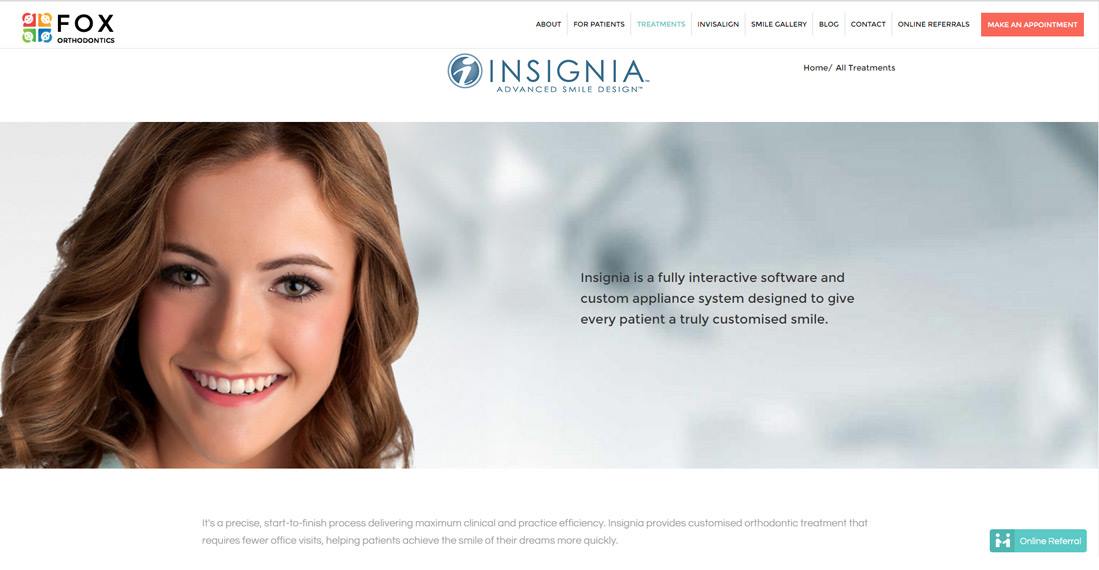 FOX
ORTHODONTICS
ABOUT
FOR PATIENTS
TREATMENTS
INVISALIGN
SMILE GALLERY
BLOG
CONTACT
ONLINE REFERRALS
MAKE AN APPOINTMENT
INSIGNIA™
ADVANCED SMILE DESIGN™
Home/ All Treatments
Insignia is a fully interactive software and
custom appliance system designed to give
every patient a truly customised smile.
It's a precise, start-to-finish process delivering maximum clinical and practice efficiency. Insignia provides customised orthodontic treatment that
requires fewer office visits, helping patients achieve the smile of their dreams more quickly.
Online Referral